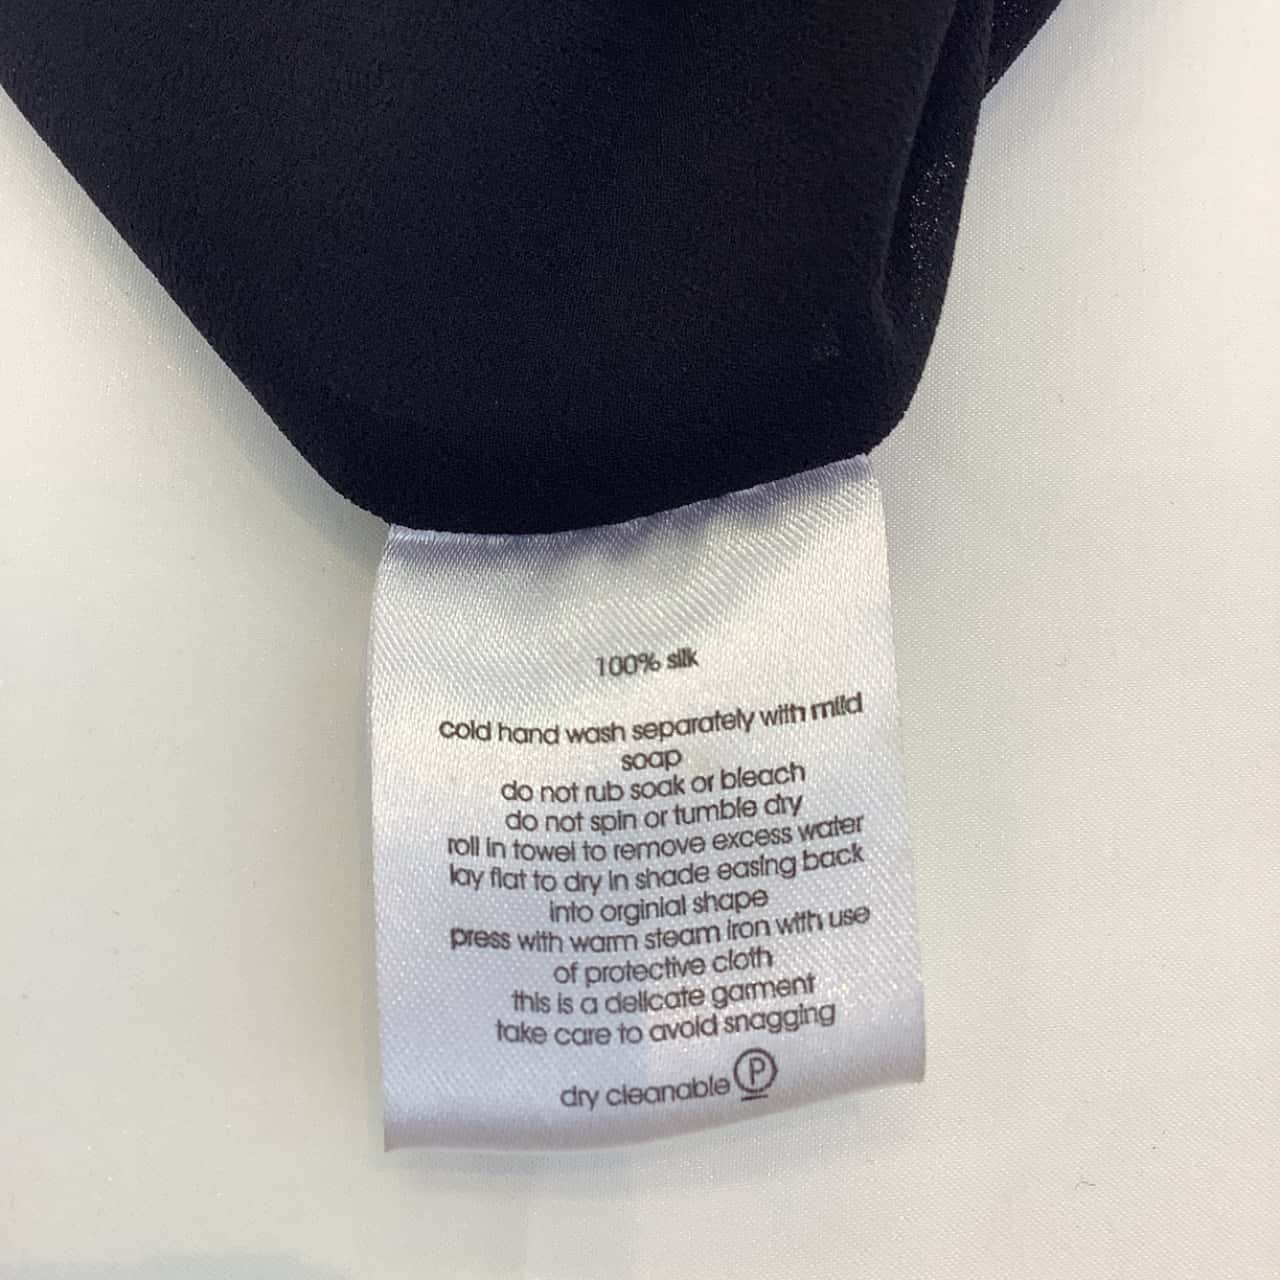 100% silk
cold hand wash separately with mild
soap
do not rub soak or bleach
do not spin or tumble dry
roll in towel to remove excess water
lay flat to dry in shade easing back
into orginial shape
press with warm steam iron with use
of protective cloth
this is a delicate garment
take care to avoid snagging
dry cleanable P